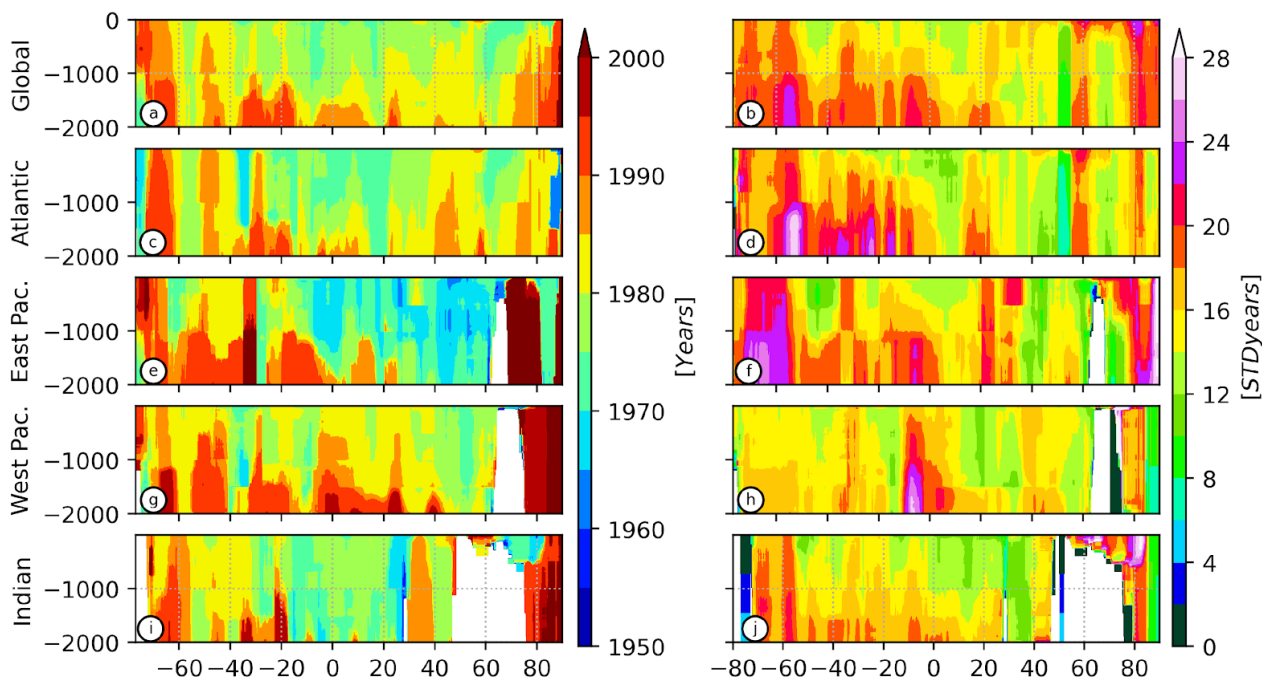 Global
0
−1000
−2000
a
b
Atlantic
−1000
−2000
c
d
East Pac.
−1000
−2000
e
f
West Pac.
−1000
−2000
g
h
Indian
0
−1000
−2000
i
j
−60 −40 −20 0 20 40 60 80
2000
1990
1980
1970
1960
1950
[Years]
−80 −60 −40 −20 0 20 40 60 80
28
24
20
16
12
8
4
0
[STDyears]